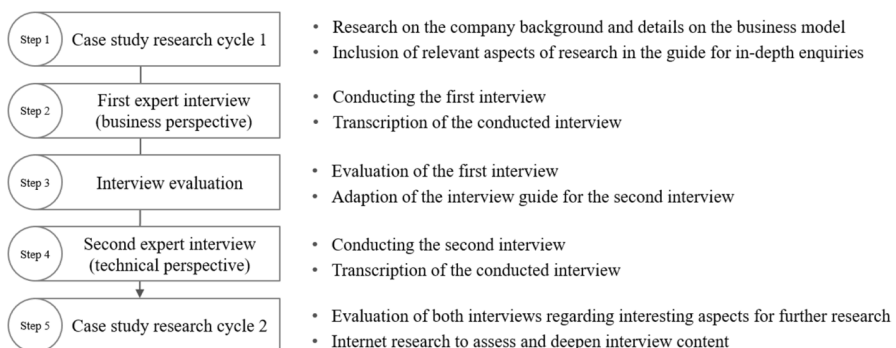 Step 1
Case study research cycle 1
• Research on the company background and details on the business model
• Inclusion of relevant aspects of research in the guide for in-depth enquiries
Step 2
First expert interview
(business perspective)
• Conducting the first interview
• Transcription of the conducted interview
Step 3
Interview evaluation
• Evaluation of the first interview
• Adaption of the interview guide for the second interview
Step 4
Second expert interview
(technical perspective)
• Conducting the second interview
• Transcription of the conducted interview
Step 5
Case study research cycle 2
• Evaluation of both interviews regarding interesting aspects for further research
• Internet research to assess and deepen interview content